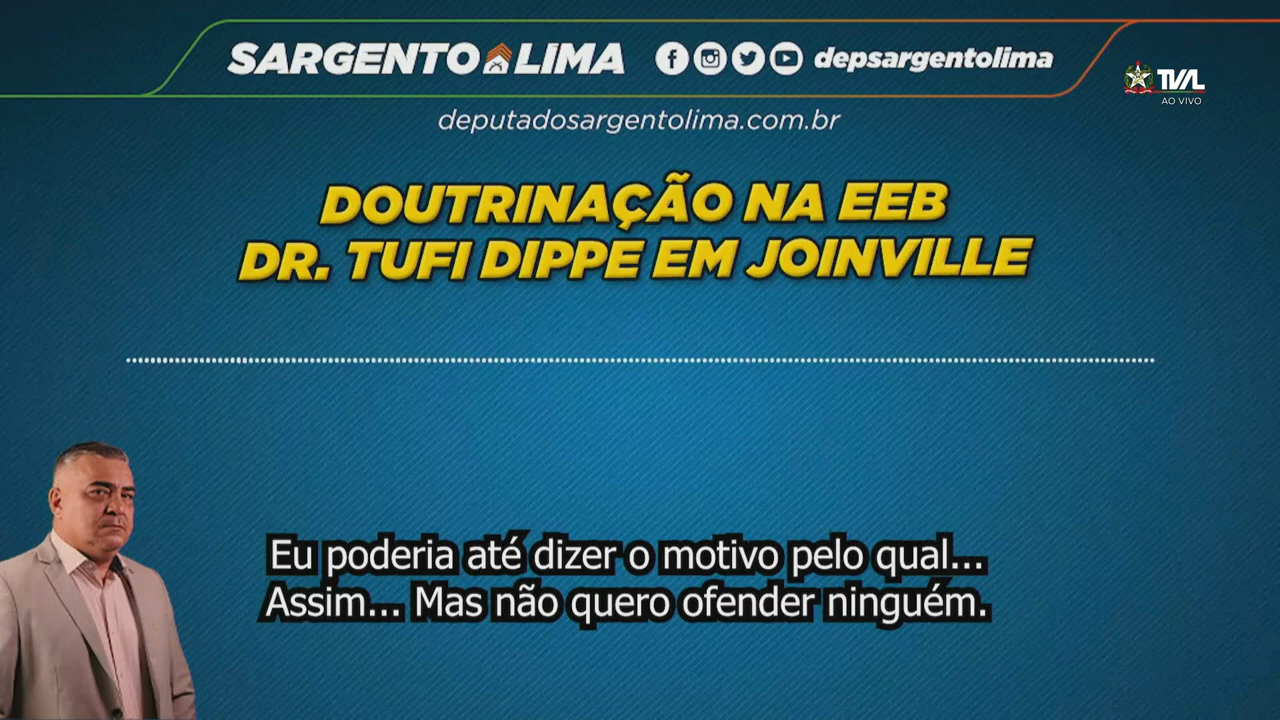 SARGENTO LIMA depsargentolima
TVAL
AO VIVO
deputadosargentolima.com.br
DOUTRINAÇÃO NA EEB
DR. TUFI DIPPE EM JOINVILLE
Eu poderia até dizer o motivo pelo qual...
Assim... Mas não quero ofender ninguém.